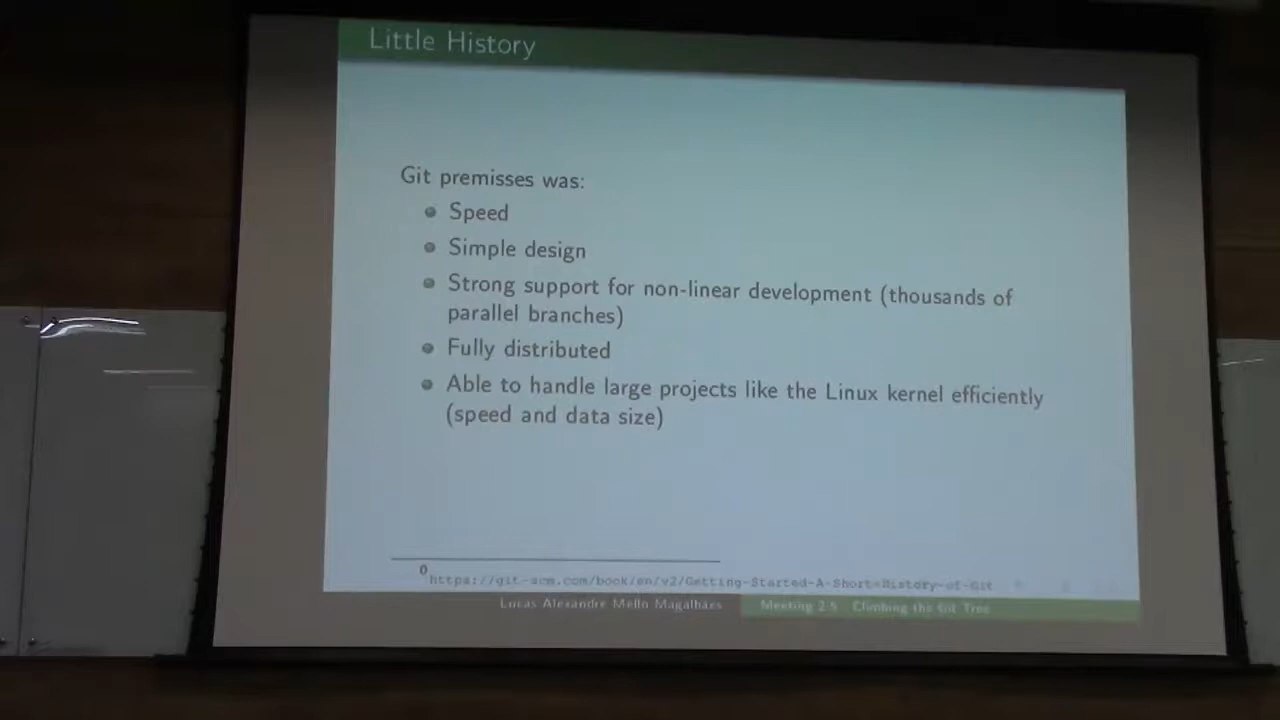 Little History
Git premisses was:
Speed
Simple design
Strong support for non-linear development (thousands of
parallel branches)
Fully distributed
Able to handle large projects like the Linux kernel efficiently
(speed and data size)
0
https://git-scm.com/book/en/v2/Getting-Started-A-Short-History-of-Git
Lucas Alexandre Mello Magalhães
Meeting 2.5 Climbing the Git Tree